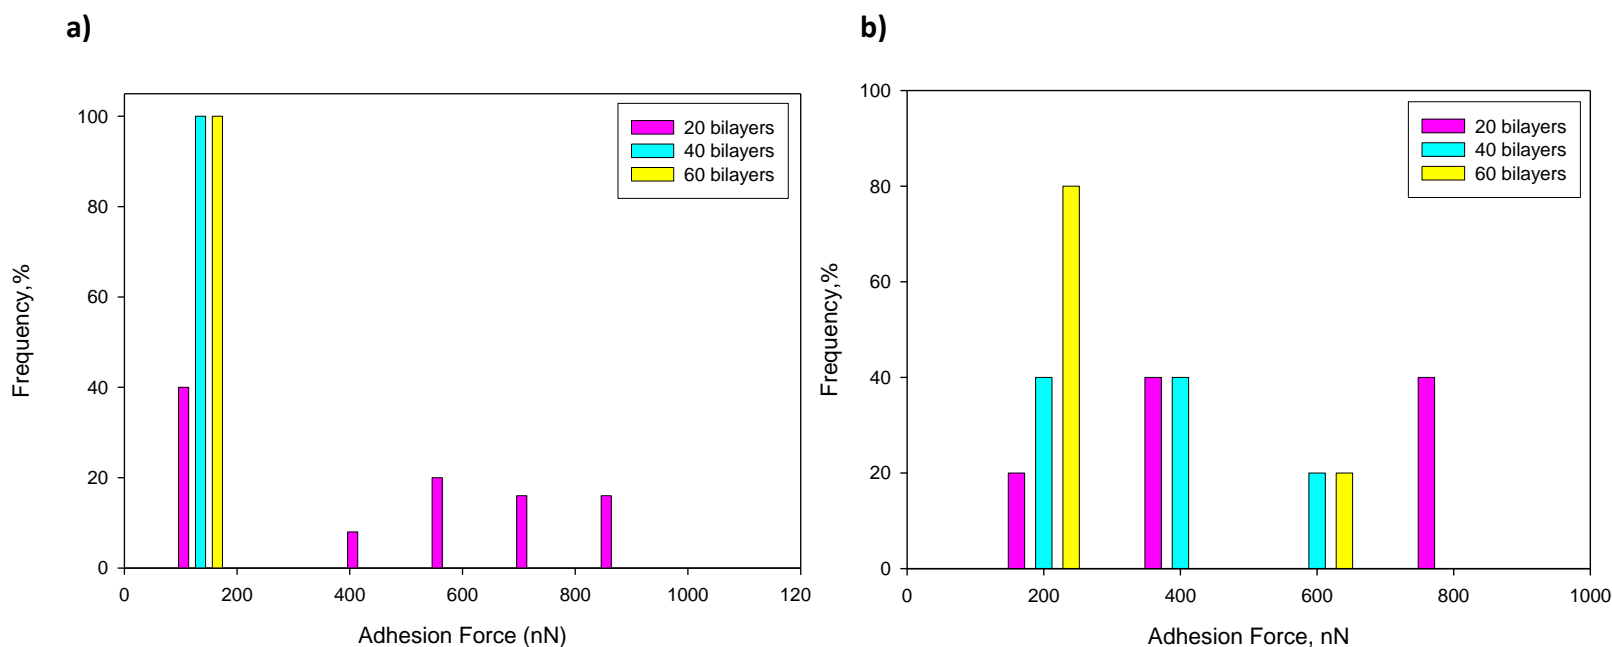 a)
b)
100
80
60
40
20
0
Frequency,%
20 bilayers
40 bilayers
60 bilayers
0 200 400 600 800 1000 120
Adhesion Force (nN)
100
80
60
40
20
0
Frequency,%
20 bilayers
40 bilayers
60 bilayers
0 200 400 600 800 1000
Adhesion Force, nN